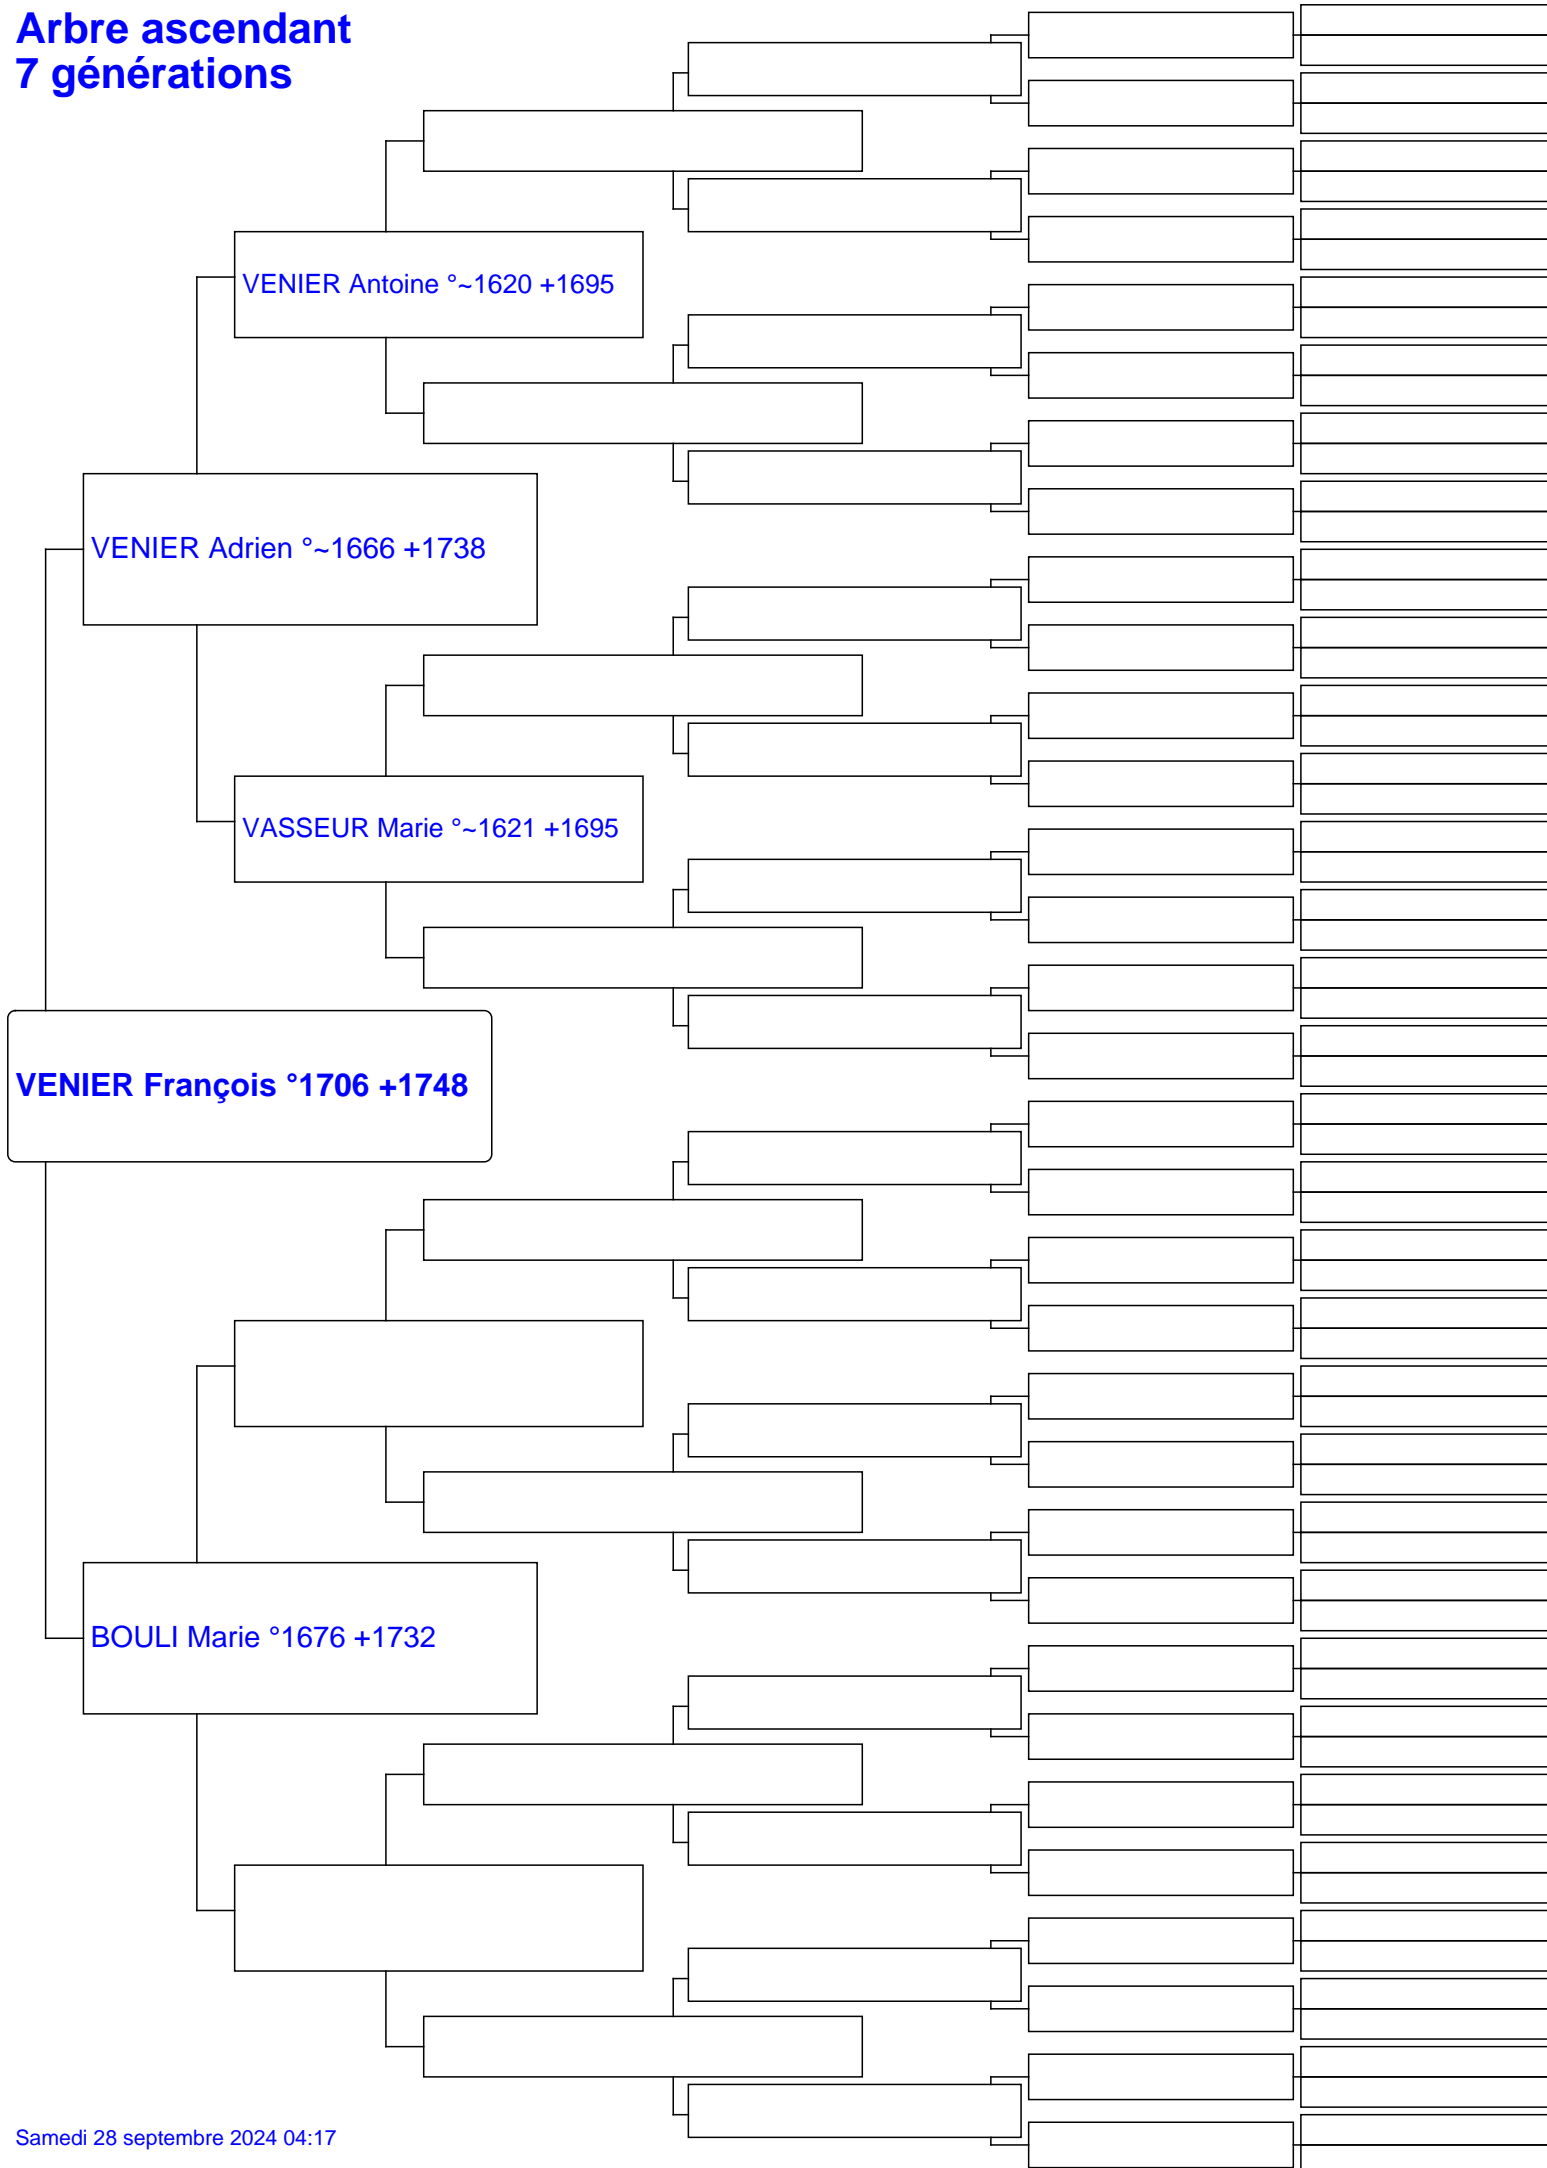 Arbre ascendant
7 générations
VENIER Antoine °~1620 +1695
VENIER Adrien °~1666 +1738
VASSEUR Marie °~1621 +1695
VENIER François °1706 +1748
BOULI Marie °1676 +1732
Samedi 28 septembre 2024 04:17